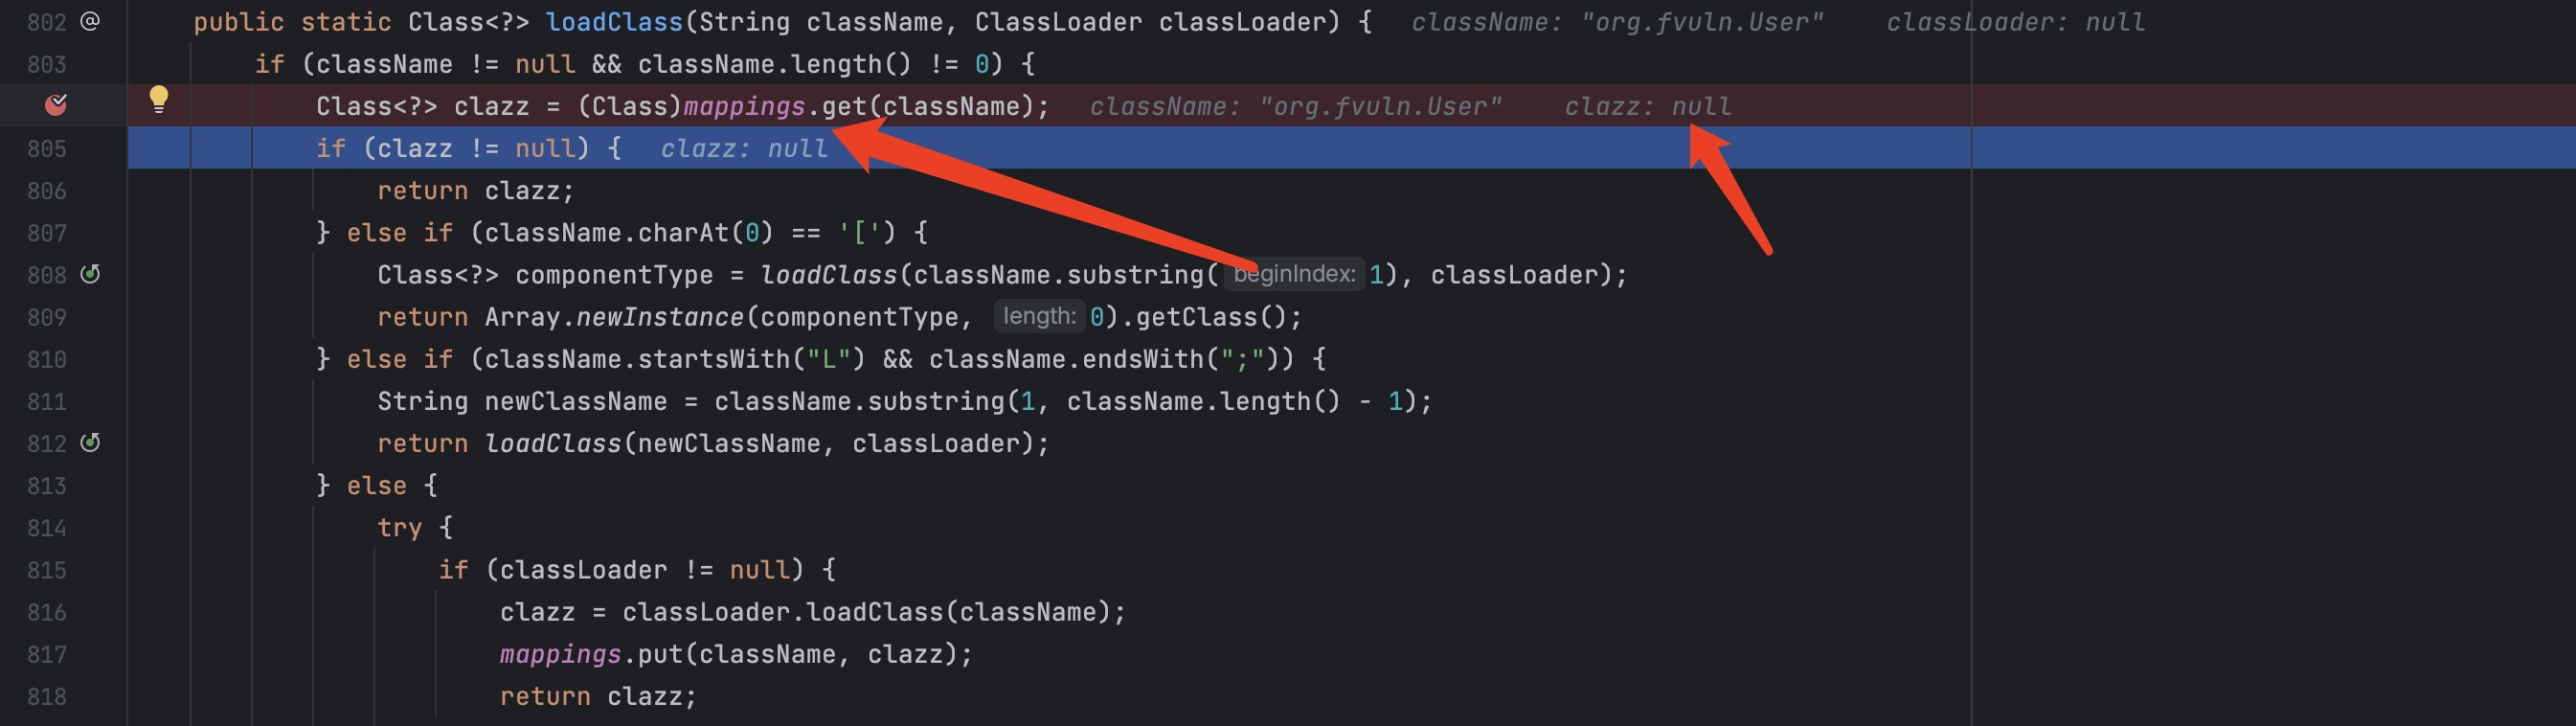 802 @ public static Class<?> loadClass(String className, ClassLoader classLoader) { className: "org.fvuln.User" classLoader: null
803 if (className != null && className.length() != 0) {
Class<?> clazz = (Class)mappings.get(className); className: "org.fvuln.User" clazz: null
805 if (clazz != null) { clazz: null
806 return clazz;
807 } else if (className.charAt(0) == '[') {
808 Class<?> componentType = loadClass(className.substring( beginIndex: 1), classLoader);
809 return Array.newInstance(componentType, length: 0).getClass();
810 } else if (className.startsWith("L") && className.endsWith(";")) {
811 String newClassName = className.substring(1, className.length() - 1);
812 return loadClass(newClassName, classLoader);
813 } else {
814 try {
815 if (classLoader != null) {
816 clazz = classLoader.loadClass(className);
817 mappings.put(className, clazz);
818 return clazz;